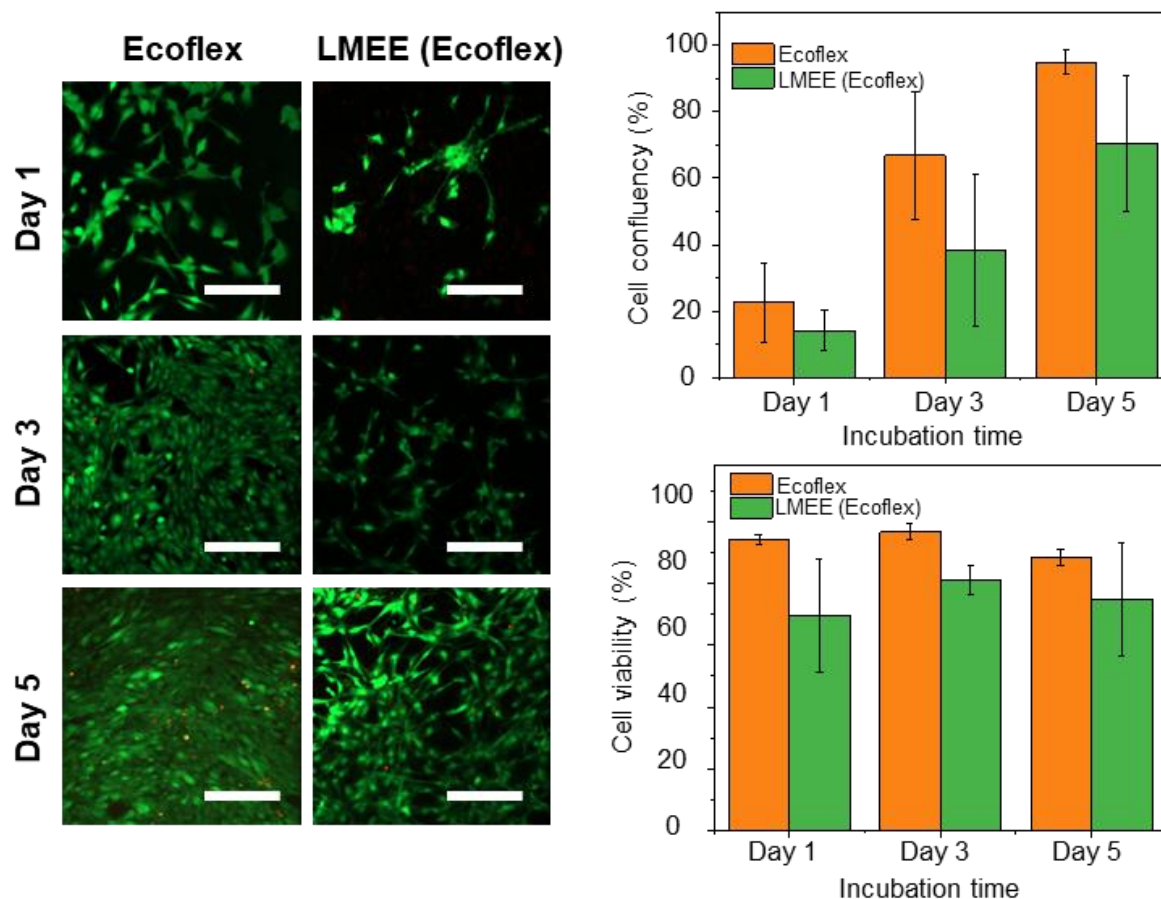 Ecoflex LMEE (Ecoflex)
Day 1
Day 3
Day 5
Ecoflex
LMEE (Ecoflex)
Cell confluency (%)
100
80
60
40
20
0
Day 1 Day 3 Day 5
Incubation time
Ecoflex
LMEE (Ecoflex)
Cell viability (%)
100
80
60
40
20
0
Day 1 Day 3 Day 5
Incubation time